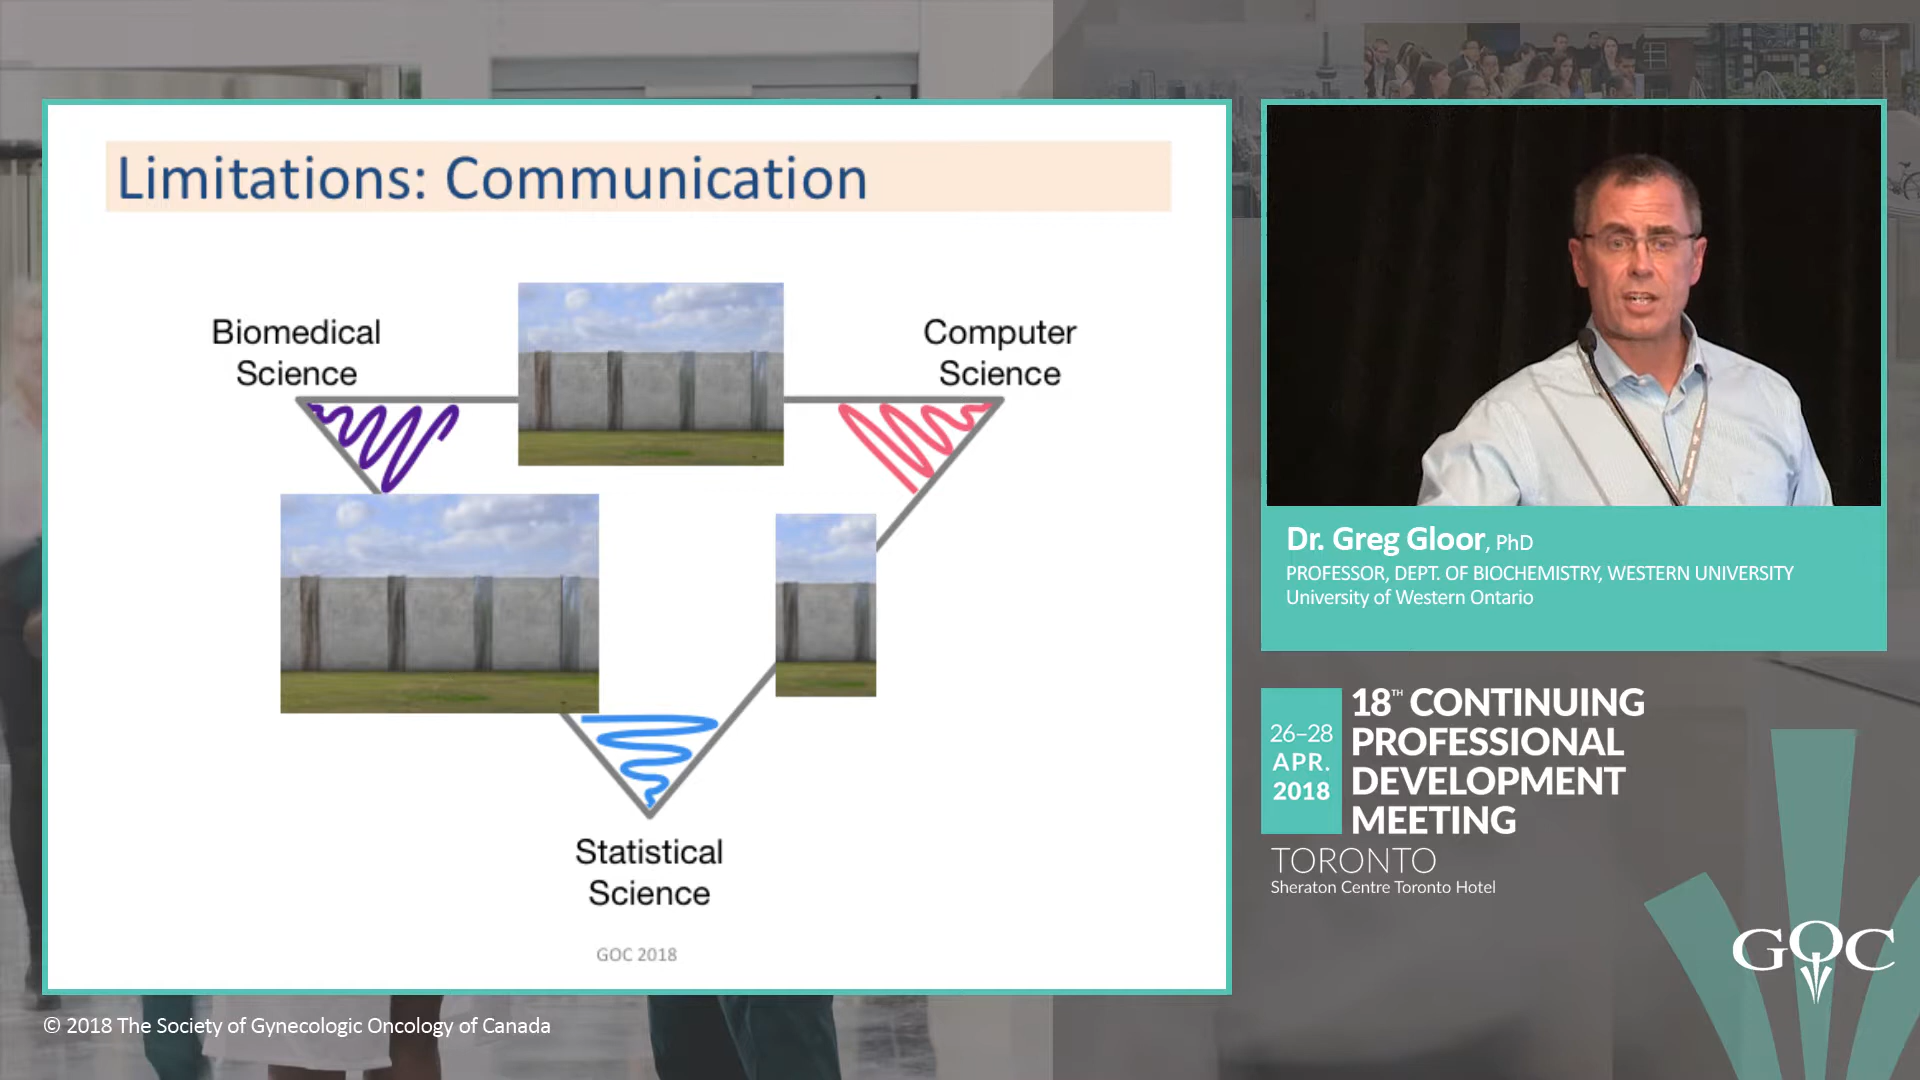 Limitations: Communication
Biomedical
Science
Computer
Science
Statistical
Science
GOC 2018
Dr. Greg Gloor, PhD
PROFESSOR, DEPT. OF BIOCHEMISTRY, WESTERN UNIVERSITY
University of Western Ontario
26–28
APR.
2018
18TH CONTINUING
PROFESSIONAL
DEVELOPMENT
MEETING
TORONTO
Sheraton Centre Toronto Hotel
GOC
© 2018 The Society of Gynecologic Oncology of Canada